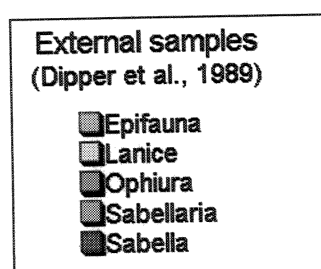 External samples
(Dipper et al., 1989)
Epifauna
Lanice
Ophiura
Sabellaria
Sabella